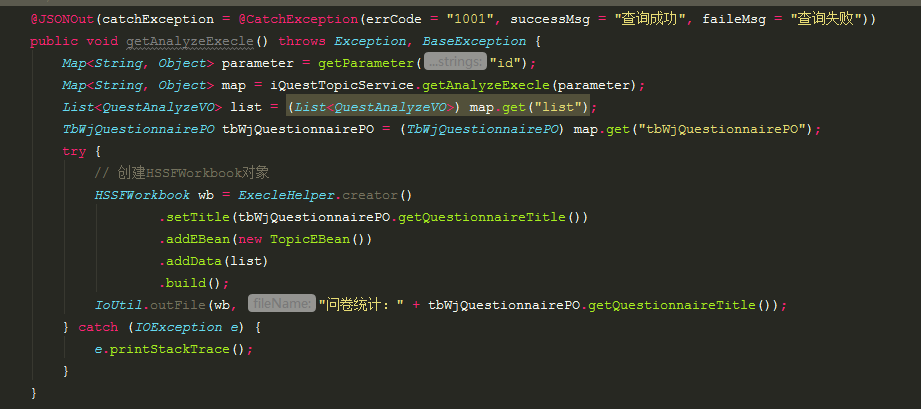 @JSONOut(catchException = @CatchException(errCode = "1001", successMsg = "查询成功", faileMsg = "查询失败"))
public void getAnalyzeExecle() throws Exception, BaseException {
Map<String, Object> parameter = getParameter( ...strings: "id");
Map<String, Object> map = iQuestTopicService.getAnalyzeExecle(parameter);
List<QuestAnalyzeVO> list = (List<QuestAnalyzeVO>) map.get("list");
TbWjQuestionnairePO tbWjQuestionnairePO = (TbWjQuestionnairePO) map.get("tbWjQuestionnairePO");
try {
// 创建HSSFWorkbook对象
HSSFWorkbook wb = ExecleHelper.creator()
.setTitle(tbWjQuestionnairePO.getQuestionnaireTitle())
.addEBean(new TopicEBean())
.addData(list)
.build();
IoUtil.outFile(wb, fileName: "问卷统计：" + tbWjQuestionnairePO.getQuestionnaireTitle());
} catch (IOException e) {
e.printStackTrace();
}
}